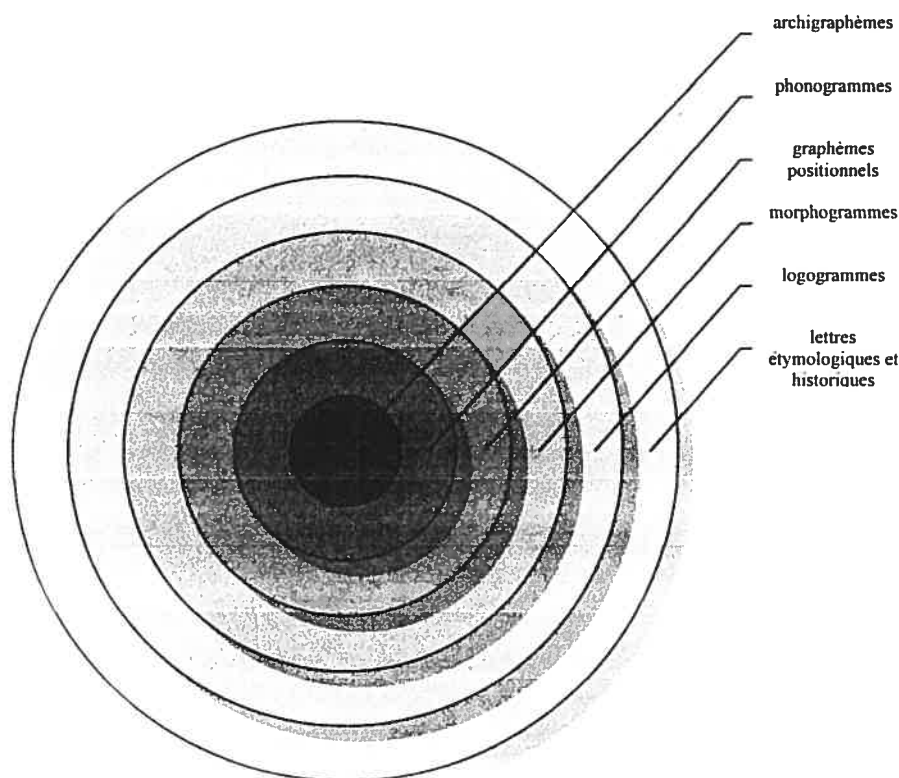 archigraphèmes
phonogrammes
graphèmes
positionnels
morphogrammes
logogrammes
lettres
étymologiques et
historiques